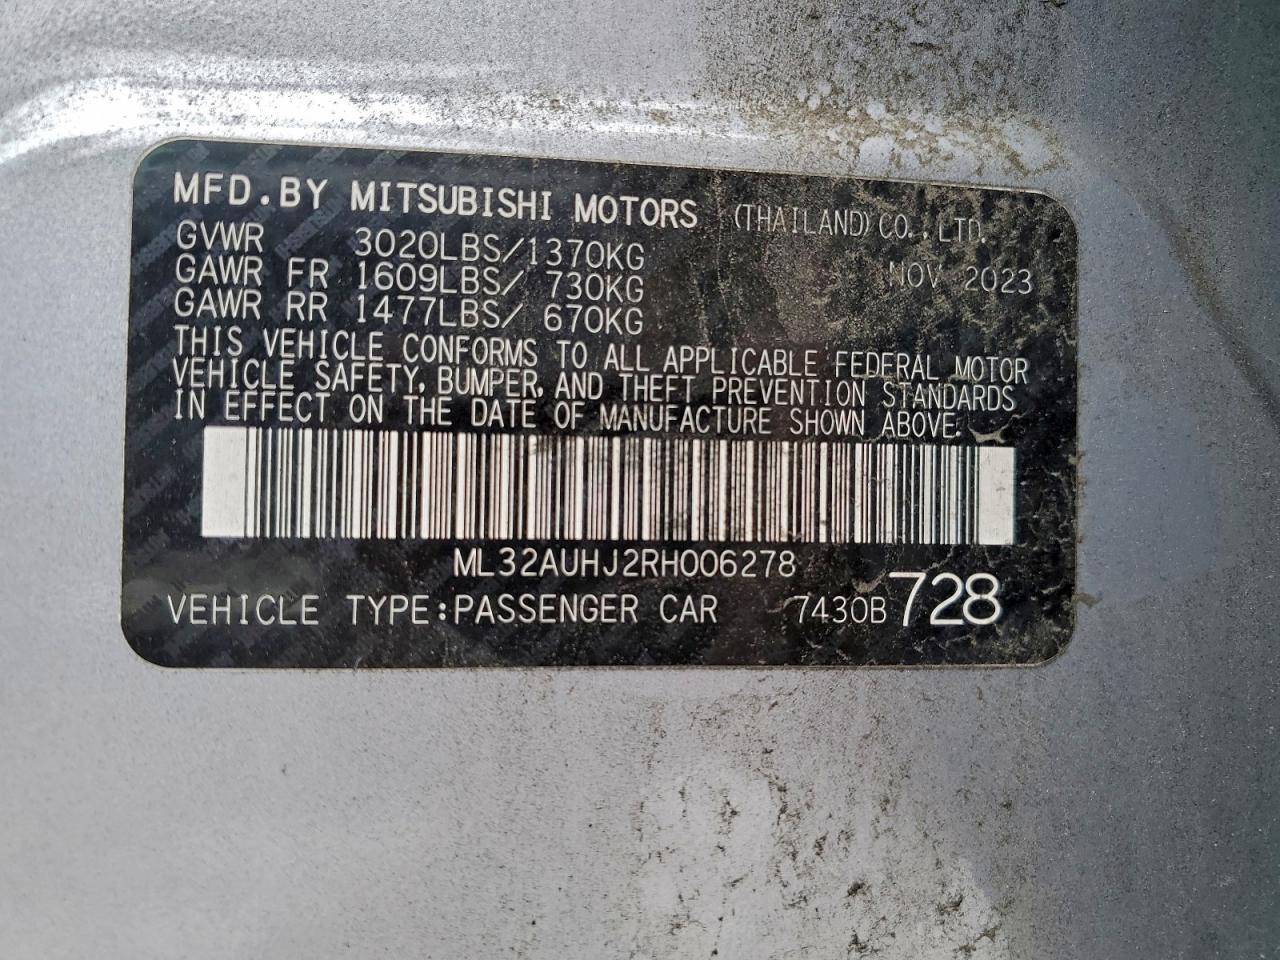 MFD.BY MITSUBISHI MOTORS (THAILAND) CO.,LTD.
GVWR 3020LBS/1370KG NOV 2023
GAWR FR 1609LBS/ 730KG
GAWR RR 1477LBS/ 670KG
THIS VEHICLE CONFORMS TO ALL APPLICABLE FEDERAL MOTOR
VEHICLE SAFETY, BUMPER, AND THEFT PREVENTION STANDARDS
IN EFFECT ON THE DATE OF MANUFACTURE SHOWN ABOVE.
ML32AUHJ2RH006278
VEHICLE TYPE:PASSENGER CAR 7430B 728